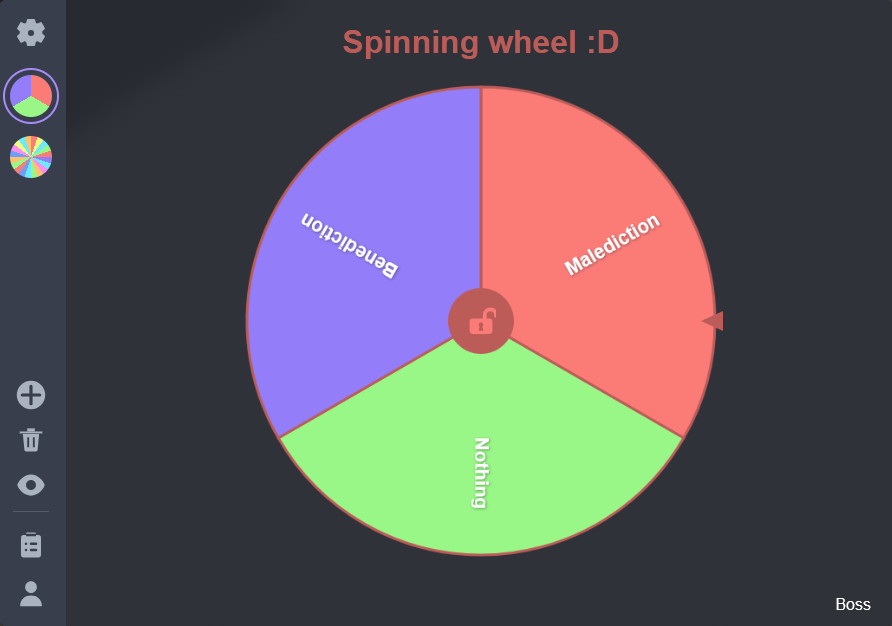 Spinning wheel :D
Benediction
Malediction
Nothing
Boss